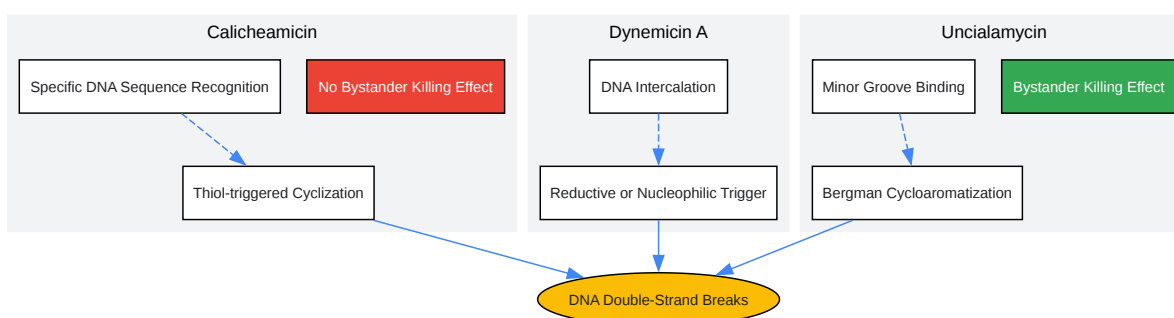 Calicheamicin
Dynemicin A
Uncialamycin
Specific DNA Sequence Recognition
No Bystander Killing Effect
DNA Intercalation
Minor Groove Binding
Bystander Killing Effect
Thiol-triggered Cyclization
Reductive or Nucleophilic Trigger
Bergman Cycloaromatization
DNA Double-Strand Breaks